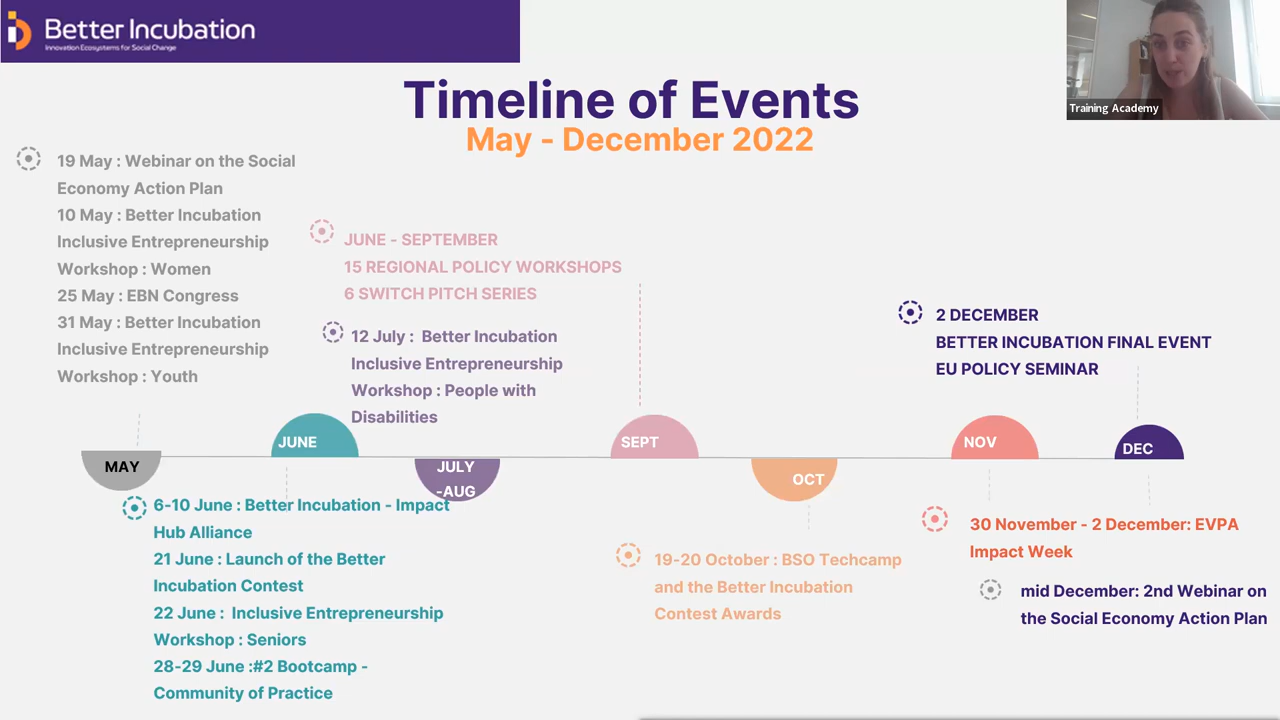 Better Incubation
Innovation Ecosystems for Social Change
Training Academy
Timeline of Events
May - December 2022
19 May : Webinar on the Social
Economy Action Plan
10 May : Better Incubation
Inclusive Entrepreneurship
Workshop : Women
25 May : EBN Congress
31 May : Better Incubation
Inclusive Entrepreneurship
Workshop : Youth
JUNE - SEPTEMBER
15 REGIONAL POLICY WORKSHOPS
6 SWITCH PITCH SERIES
12 July :  Better Incubation
Inclusive Entrepreneurship
Workshop : People with
Disabilities
2 DECEMBER
BETTER INCUBATION FINAL EVENT
EU POLICY SEMINAR
MAY
JUNE
JULY
-AUG
SEPT
OCT
NOV
DEC
6-10 June : Better Incubation - Impact
Hub Alliance
21 June : Launch of the Better
Incubation Contest
22 June :  Inclusive Entrepreneurship
Workshop : Seniors
28-29 June :#2 Bootcamp -
Community of Practice
19-20 October : BSO Techcamp
and the Better Incubation
Contest Awards
30 November - 2 December: EVPA
Impact Week
mid December: 2nd Webinar on
the Social Economy Action Plan